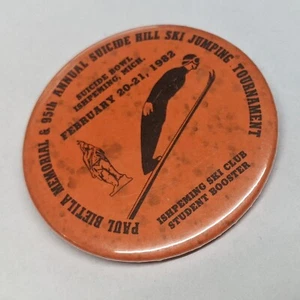 PAUL BIETILA MEMORIAL & 95th ANNUAL SUICIDE HILL SKI JUMPING TOURNAMENT
SUICIDE BOWL
ISHPEMING, MICH.
FEBRUARY 20-21, 1982
ISHPEMING SKI CLUB
STUDENT BOOSTER